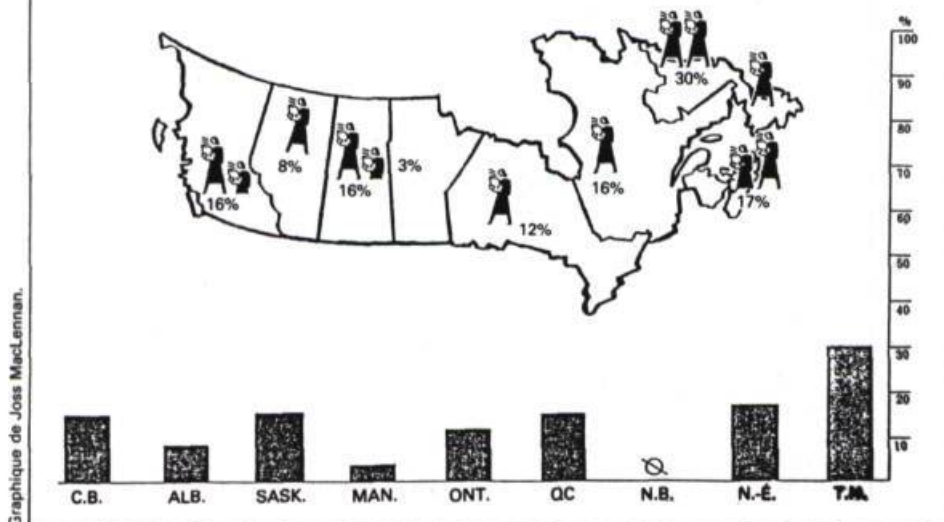 %
100
90
80
70
60
50
40
30
20
10
30%
8%
16%
3%
16%
16%
17%
12%
C.B.
ALB.
SASK.
MAN.
ONT.
QC
N.B.
N.-É.
T.N.
Graphique de Joss MacLennan.